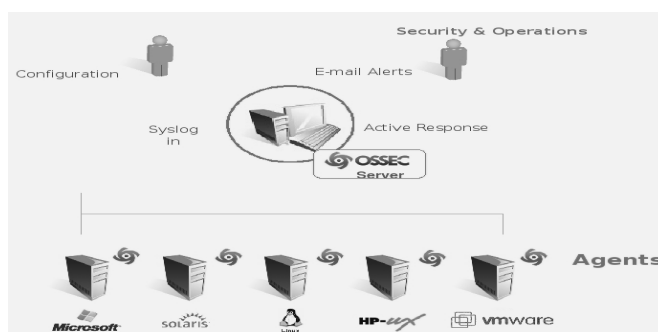 Security & Operations
Configuration
E-mail Alerts
Syslog
in
Active Response
OSSEC
Server
Agents
Microsoft
solaris
Linux
HP-ux
vmware